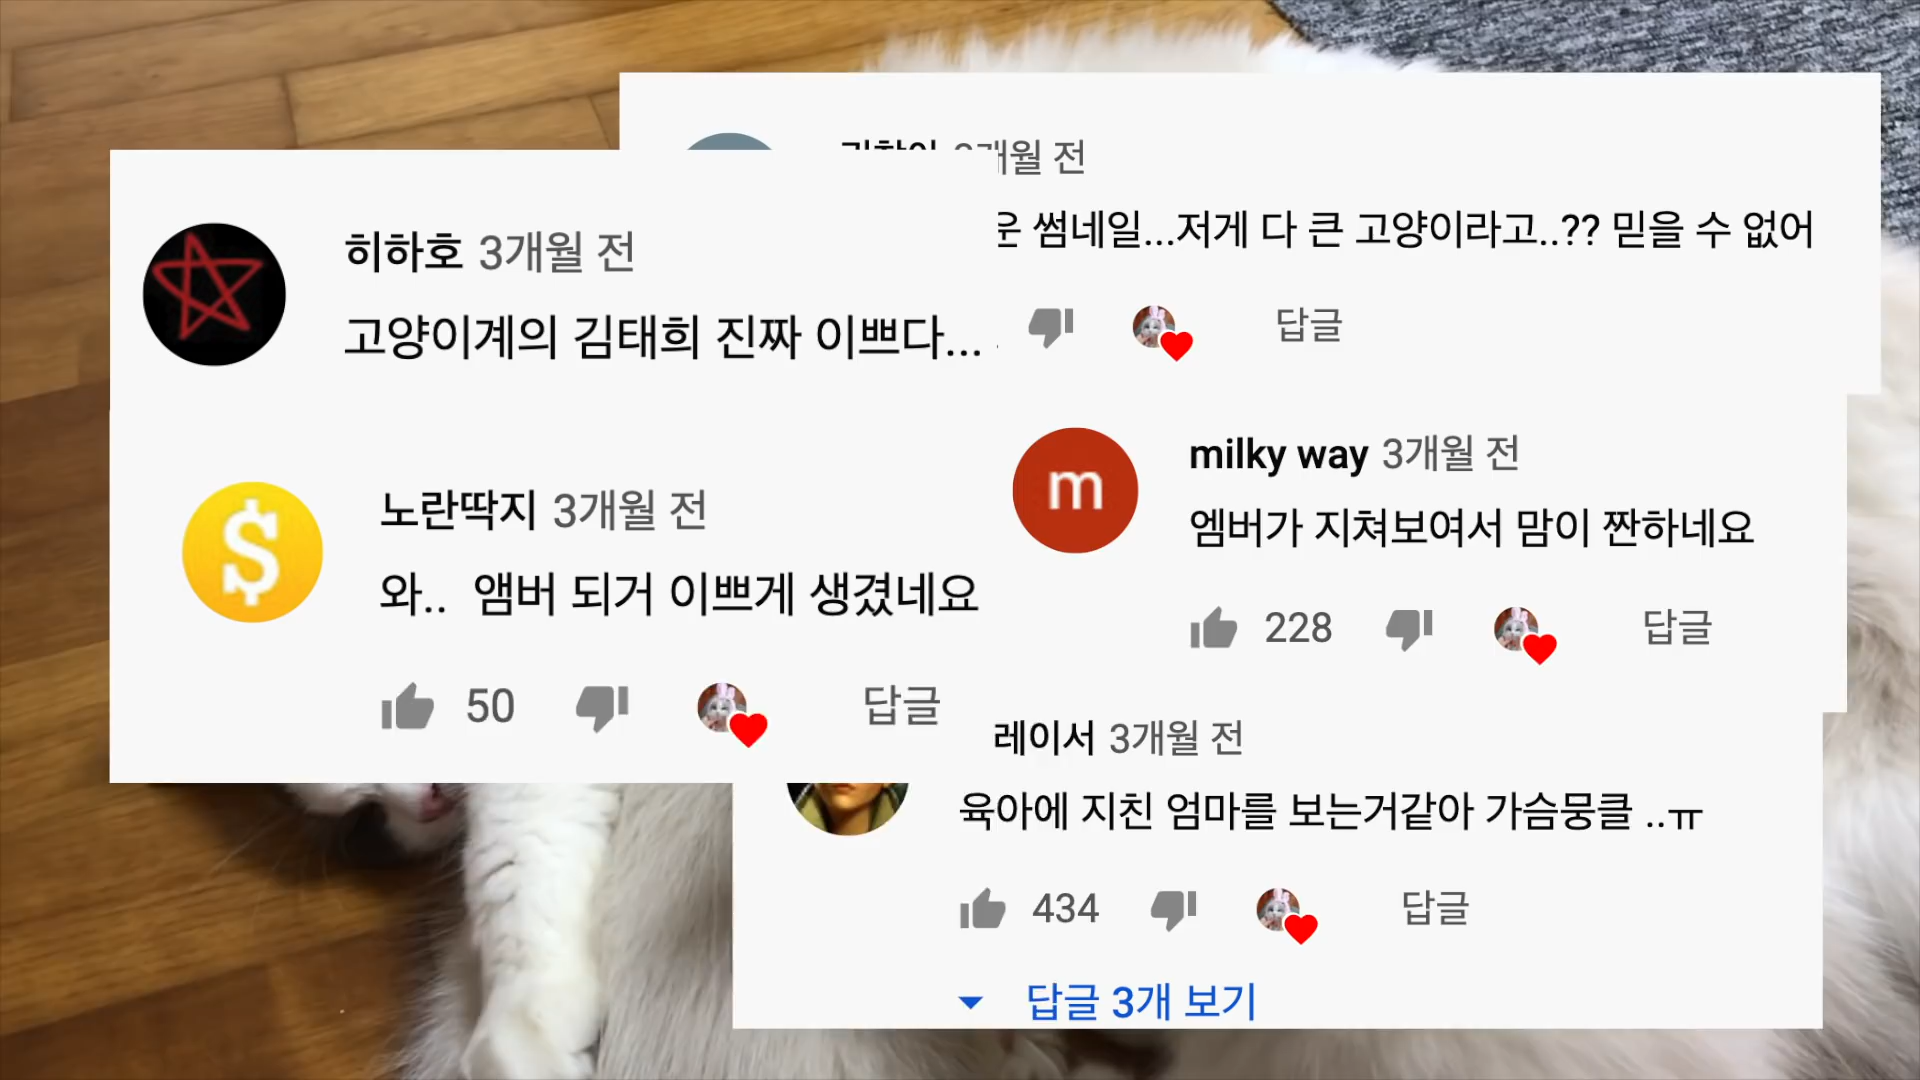 개월 전
썸네일...저게 다 큰 고양이라고..?? 믿을 수 없어
답글
히하호 3개월 전
고양이계의 김태희 진짜 이쁘다...
노란딱지 3개월 전
와.. 앰버 되거 이쁘게 생겼네요
50 답글
milky way 3개월 전
엠버가 지쳐보여서 맘이 짠하네요
228 답글
레이서 3개월 전
육아에 지친 엄마를 보는거같아 가슴뭉클 ..ㅠ
434 답글
답글 3개 보기